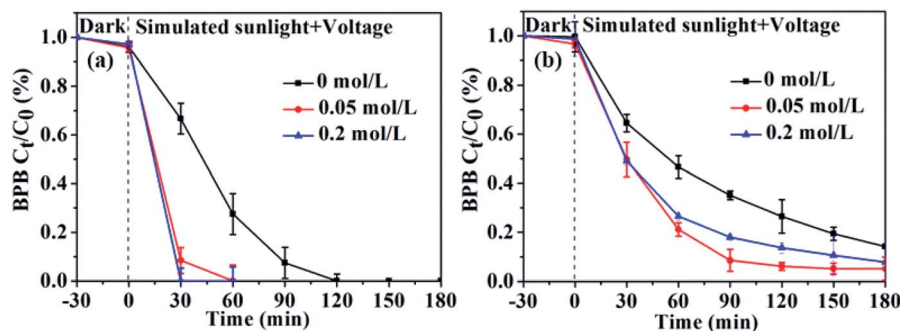 Dark Simulated sunlight+Voltage
(a)
0 mol/L
0.05 mol/L
0.2 mol/L
BPB Ct/C0 (%)
1.0
0.8
0.6
0.4
0.2
0.0
-30 0 30 60 90 120 150 180
Time (min)
Dark Simulated sunlight+Voltage
(b)
0 mol/L
0.05 mol/L
0.2 mol/L
BPB Ct/C0 (%)
1.0
0.8
0.6
0.4
0.2
0.0
-30 0 30 60 90 120 150 180
Time (min)